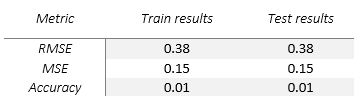 Metric Train results Test results
RMSE 0.38 0.38
MSE 0.15 0.15
Accuracy 0.01 0.01